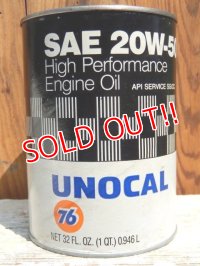 SAE 20W-50
High Performance
Engine Oil
API SERVICE
SOLD OUT!!
UNOCAL
76
NET 32 FL. OZ. (1 QT.) 0.946 L